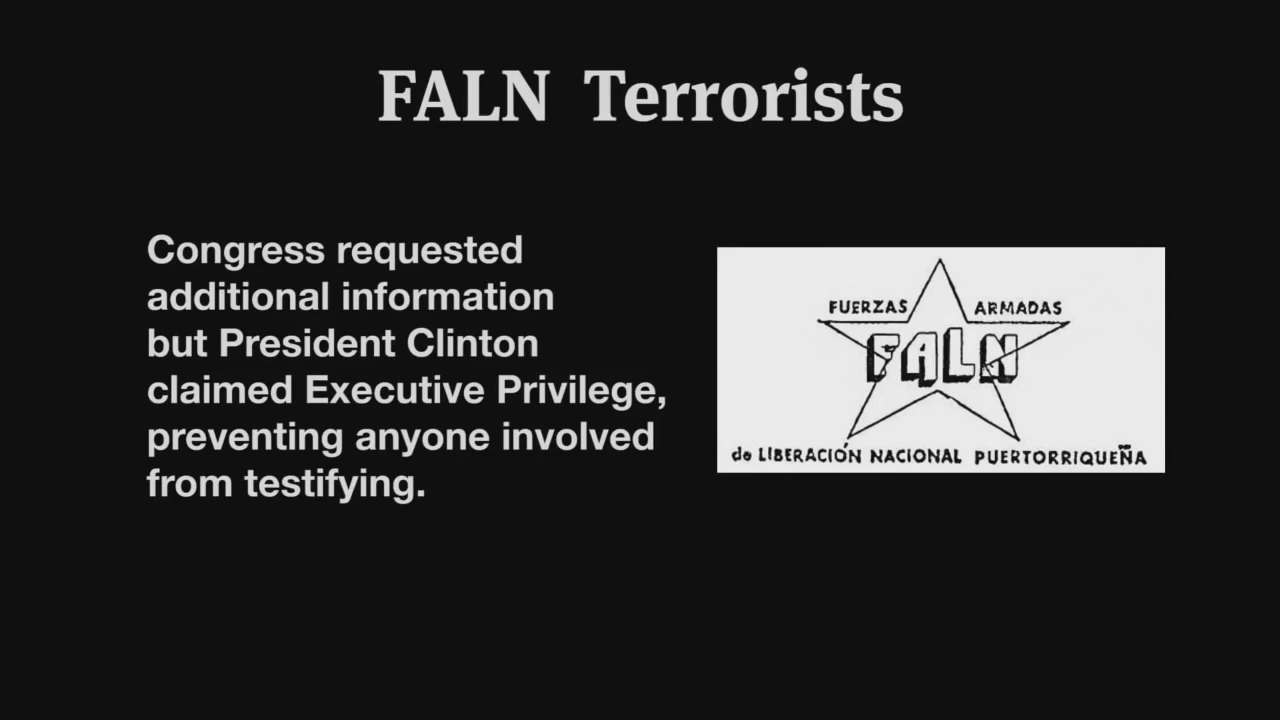 FALN Terrorists
Congress requested
additional information
but President Clinton
claimed Executive Privilege,
preventing anyone involved
from testifying.
FUERZAS ARMADAS
FALN
de LIBERACIÓN NACIONAL PUERTORRIQUEÑA